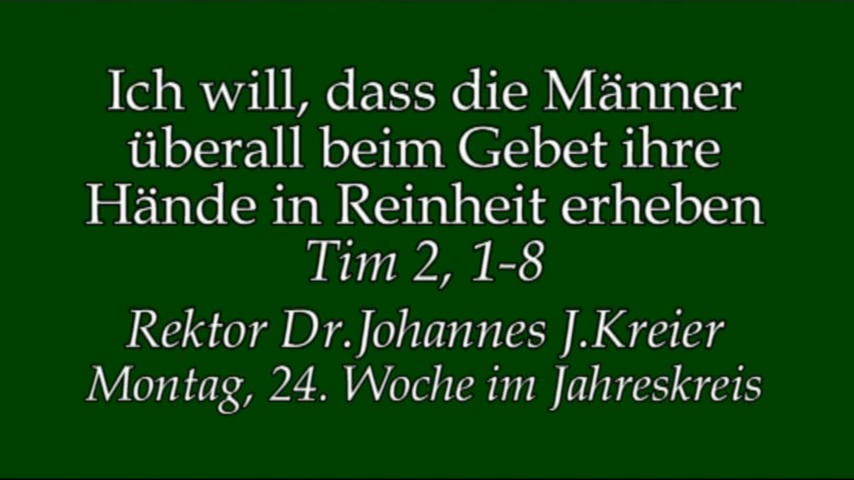 Ich will, dass die Männer
überall beim Gebet ihre
Hände in Reinheit erheben
Tim 2, 1-8
Rektor Dr.Johannes J.Kreier
Montag, 24. Woche im Jahreskreis